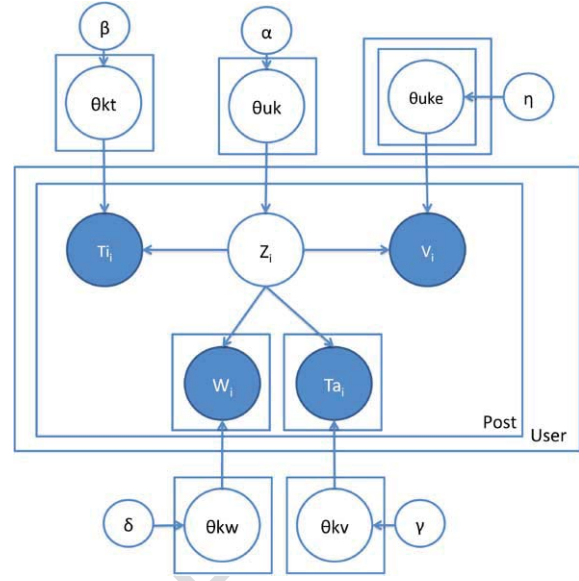 β
α
θkt
θuk
θuke
η
Tiᵢ
Zᵢ
Vᵢ
Wᵢ
Taᵢ
Post
User
δ
θkw
θkv
γ